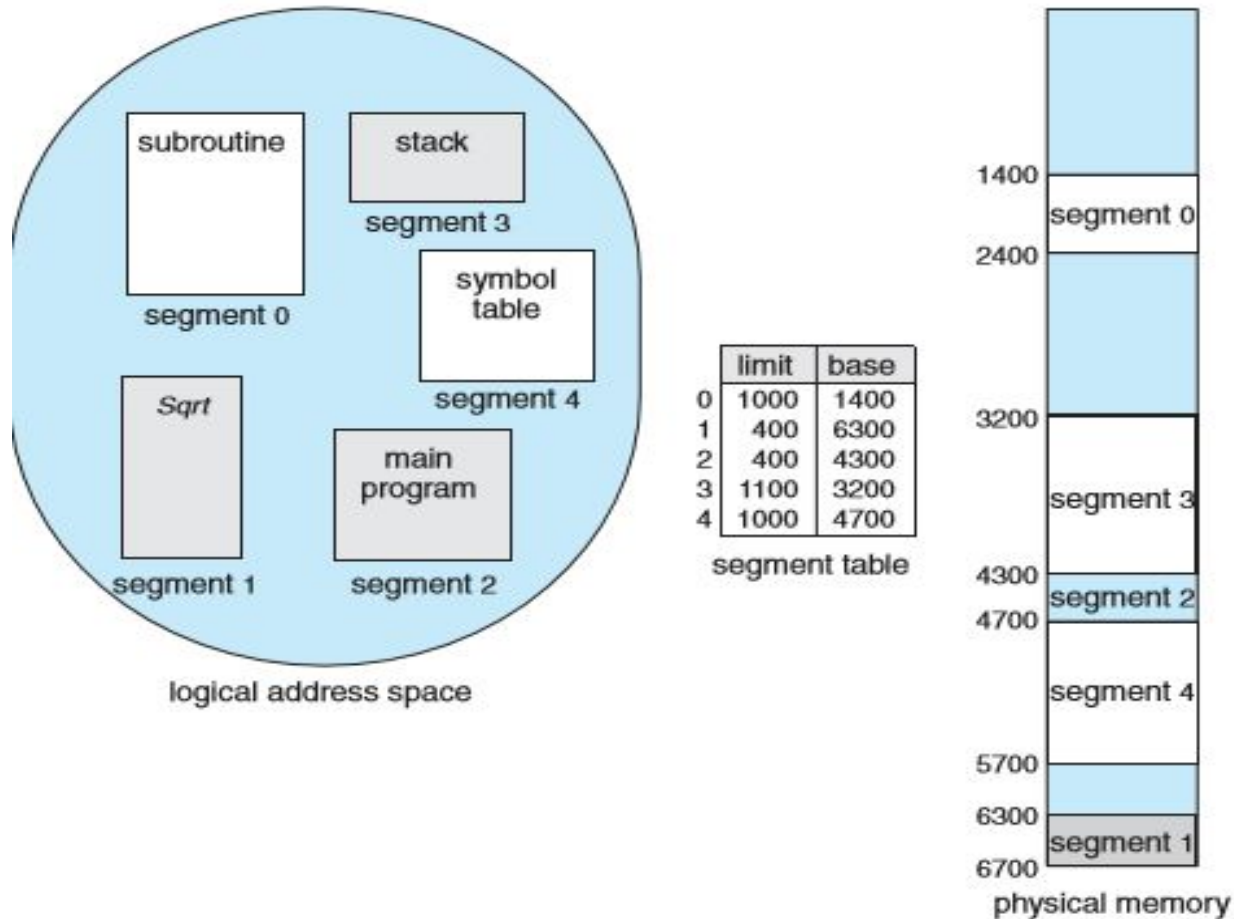 subroutine
segment 0
stack
segment 3
symbol
table
segment 4
Sqrt
segment 1
main
program
segment 2
logical address space
limit base
0 1000 1400
1 400 6300
2 400 4300
3 1100 3200
4 1000 4700
segment table
1400
segment 0
2400
3200
segment 3
4300
segment 2
4700
segment 4
5700
6300
segment 1
6700
physical memory